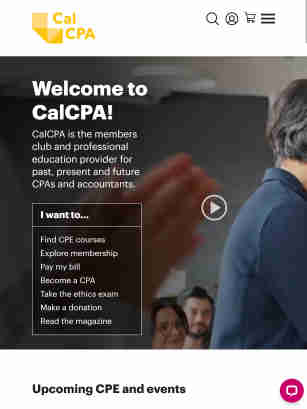 Cal
CPA
Welcome to
CalCPA!
CalCPA is the members
club and professional
education provider for
past, present and future
CPAs and accountants.
I want to...
Find CPE courses
Explore membership
Pay my bill
Become a CPA
Take the ethics exam
Make a donation
Read the magazine
Upcoming CPE and events